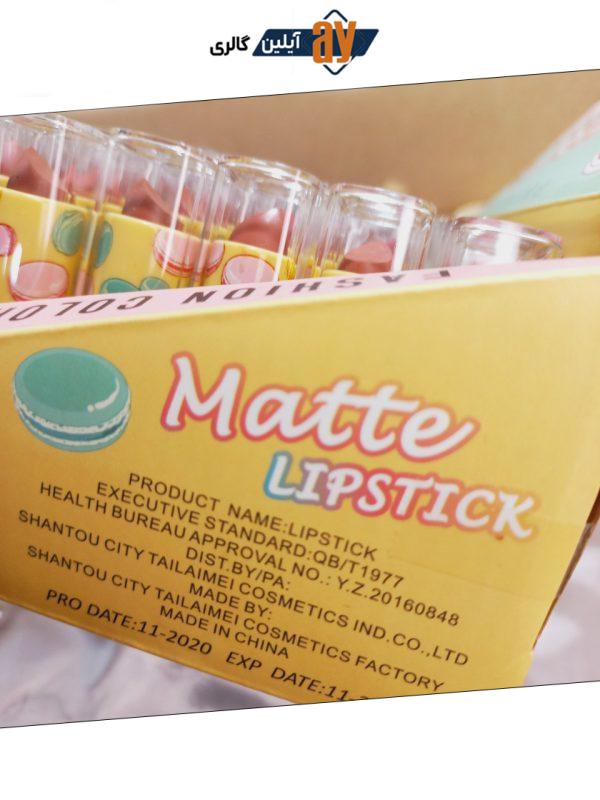 آیلین گالری ay
FASHION COLOR
Matte
LIPSTICK
PRODUCT NAME:LIPSTICK
EXECUTIVE STANDARD:QB/T1977
HEALTH BUREAU APPROVAL NO.: Y.Z.20160848
DIST.BY/PA:
SHANTOU CITY TAILAIMEI COSMETICS IND.CO.,LTD
MADE BY:
SHANTOU CITY TAILAIMEI COSMETICS FACTORY
MADE IN CHINA
PRO DATE:11-2020 EXP DATE:11-